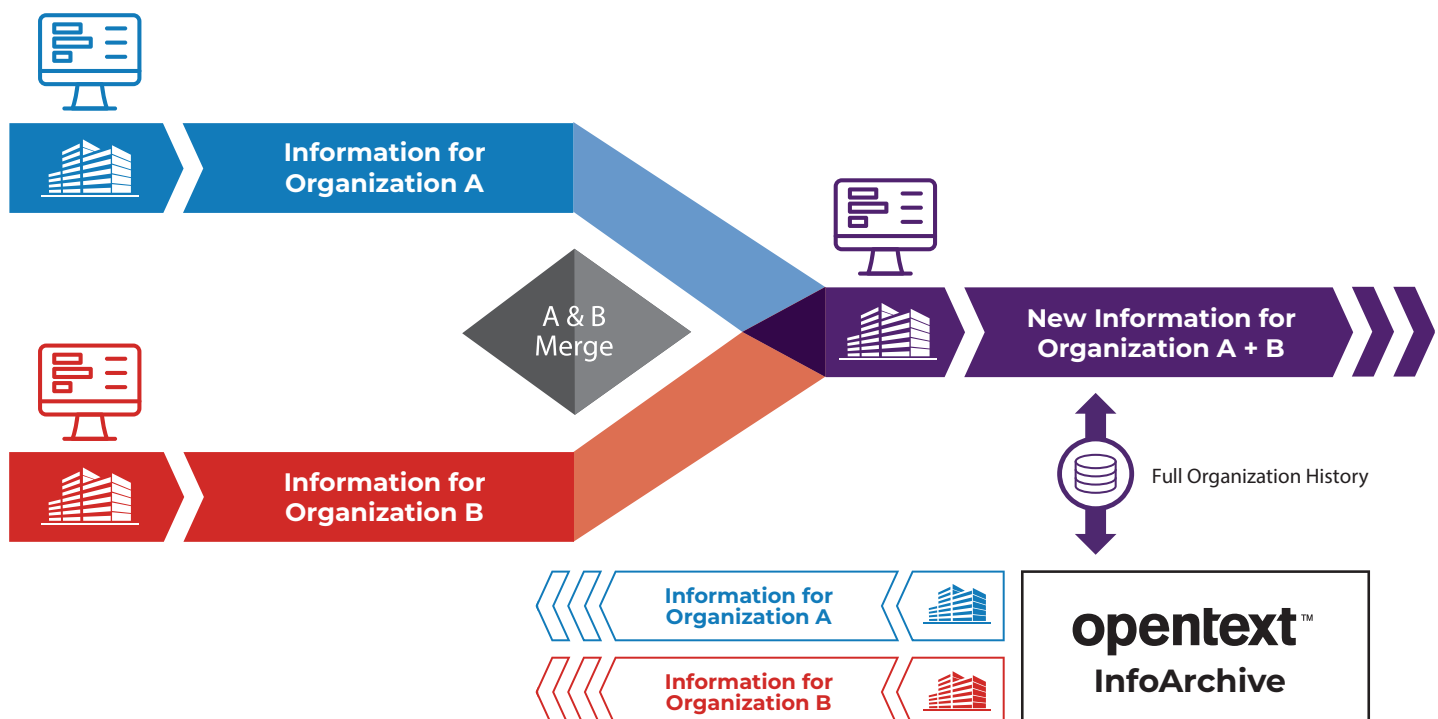 Information for
Organization A
A & B
Merge
New Information for
Organization A + B
Information for
Organization B
Full Organization History
Information for
Organization A
opentext™
InfoArchive
Information for
Organization B